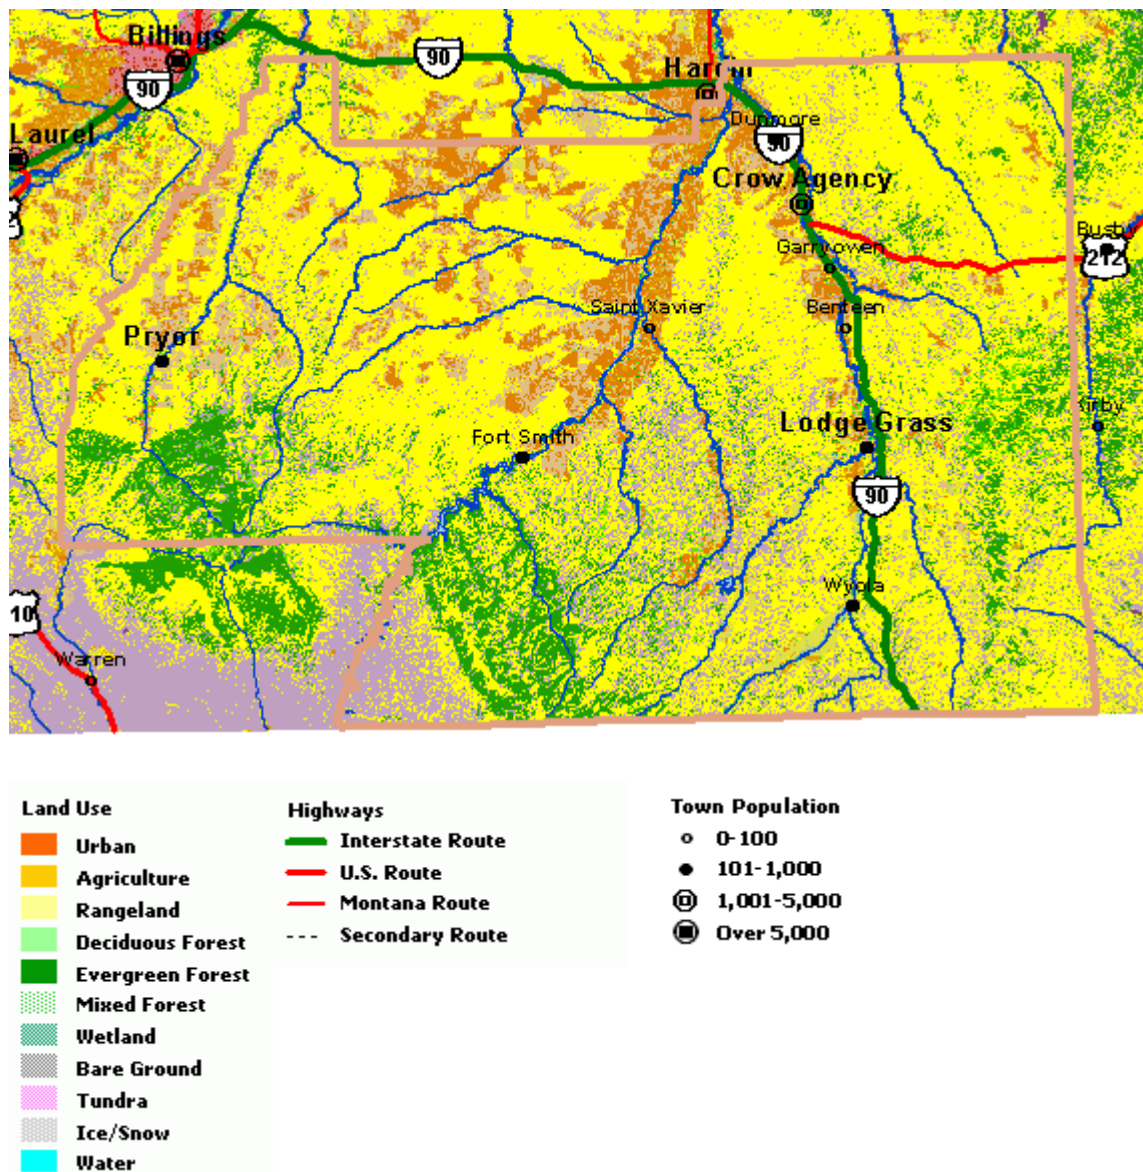 Billings
90
Hardin
90
Laurel
Dunmore
90
Crow Agency
Busby
212
Garryowen
Saint Xavier
Benteen
Pryor
Kirby
Lodge Grass
Fort Smith
90
Wyola
10
Warren
Land Use
Urban
Agriculture
Rangeland
Deciduous Forest
Evergreen Forest
Mixed Forest
Wetland
Bare Ground
Tundra
Ice/Snow
Water
Highways
Interstate Route
U.S. Route
Montana Route
Secondary Route
Town Population
0-100
101-1,000
1,001-5,000
Over 5,000